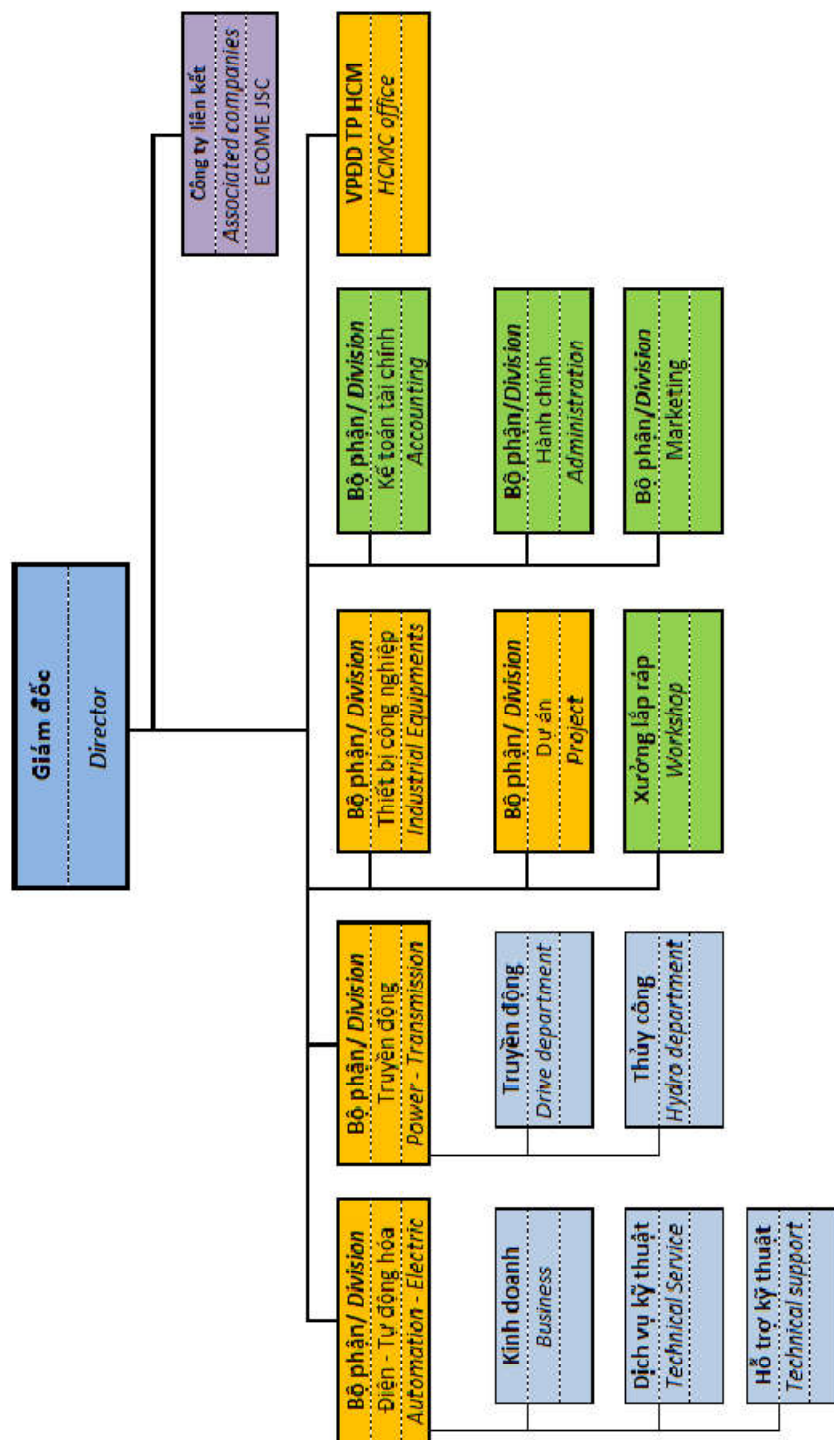 Giám đốc
Director
Công ty liên kết
Associated companies
ECOME JSC
Bộ phận/ Division
Điện - Tự động hóa
Automation - Electric
Bộ phận/ Division
Truyền động
Power - Transmission
Bộ phận/ Division
Thiết bị công nghiệp
Industrial Equipments
Bộ phận/ Division
Kế toán tài chính
Accounting
VPĐD TP HCM
HCMC office
Kinh doanh
Business
Truyền động
Drive department
Bộ phận/ Division
Dự án
Project
Bộ phận/Division
Hành chính
Administration
Dịch vụ kỹ thuật
Technical Service
Thủy công
Hydro department
Xưởng lắp ráp
Workshop
Bộ phận/Division
Marketing
Hỗ trợ kỹ thuật
Technical support